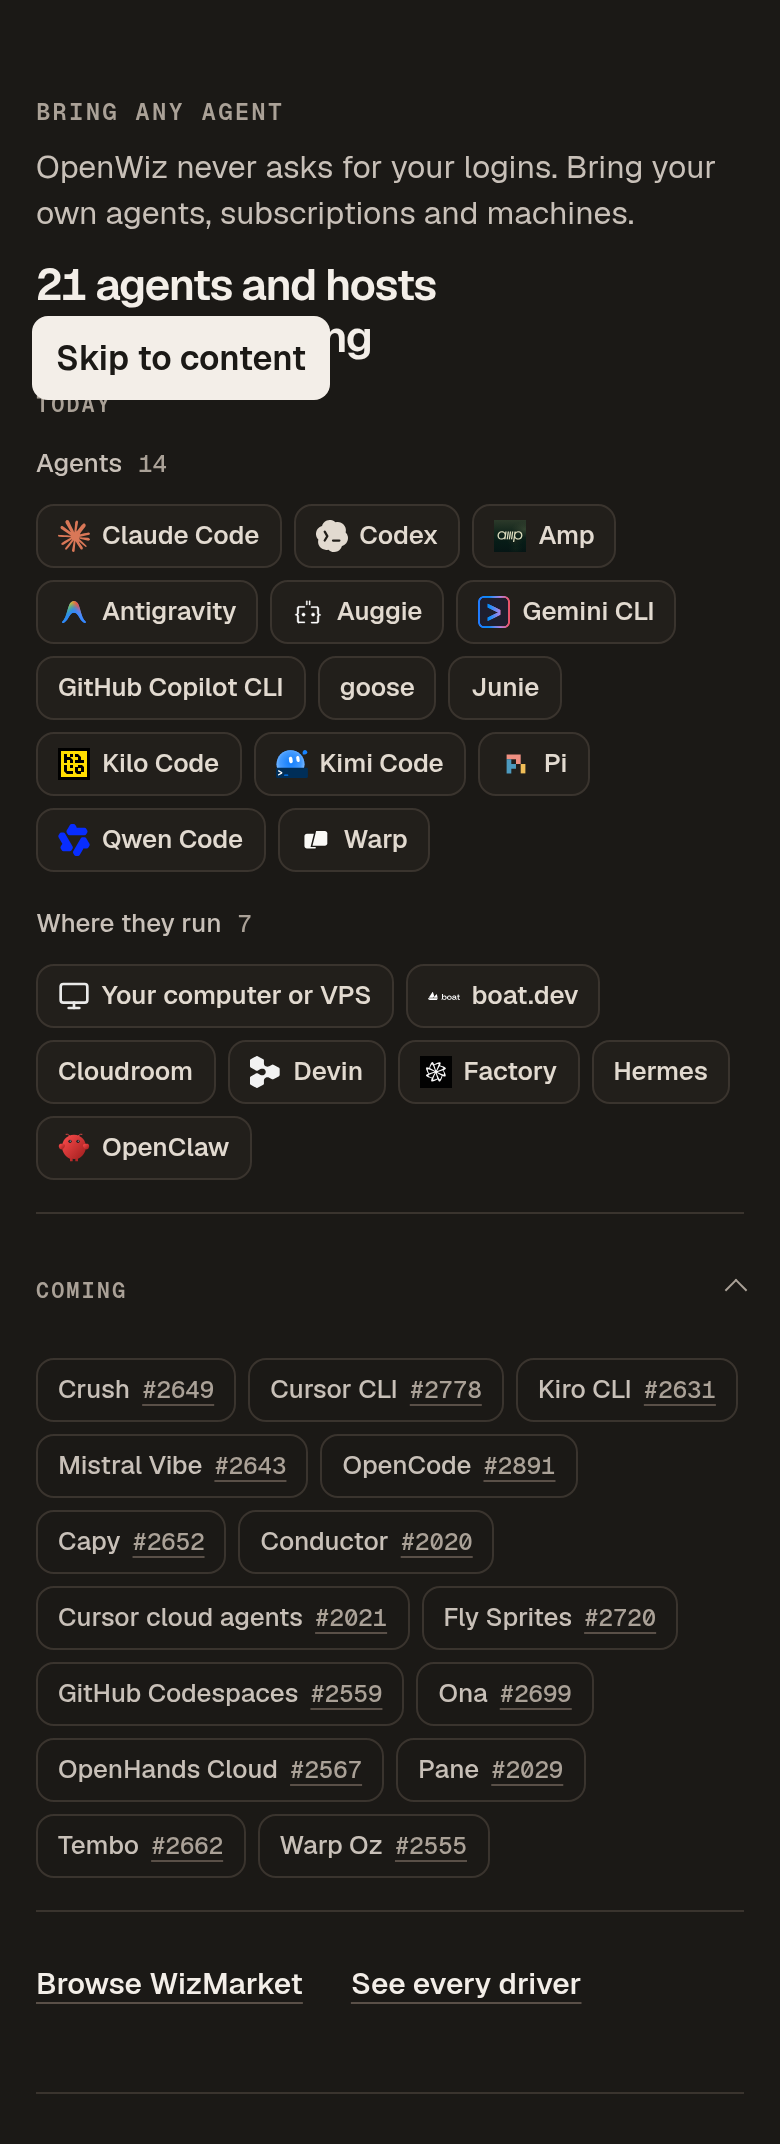 BRING ANY AGENT
OpenWiz never asks for your logins. Bring your
own agents, subscriptions and machines.
21 agents and hosts
ng
Skip to content
TODAY
Agents 14
Claude Code Codex amp Amp
Antigravity Auggie Gemini CLI
GitHub Copilot CLI goose Junie
Kilo Code Kimi Code Pi
Qwen Code Warp
Where they run 7
Your computer or VPS boat boat.dev
Cloudroom Devin Factory Hermes
OpenClaw
COMING
Crush #2649 Cursor CLI #2778 Kiro CLI #2631
Mistral Vibe #2643 OpenCode #2891
Capy #2652 Conductor #2020
Cursor cloud agents #2021 Fly Sprites #2720
GitHub Codespaces #2559 Ona #2699
OpenHands Cloud #2567 Pane #2029
Tembo #2662 Warp Oz #2555
Browse WizMarket See every driver